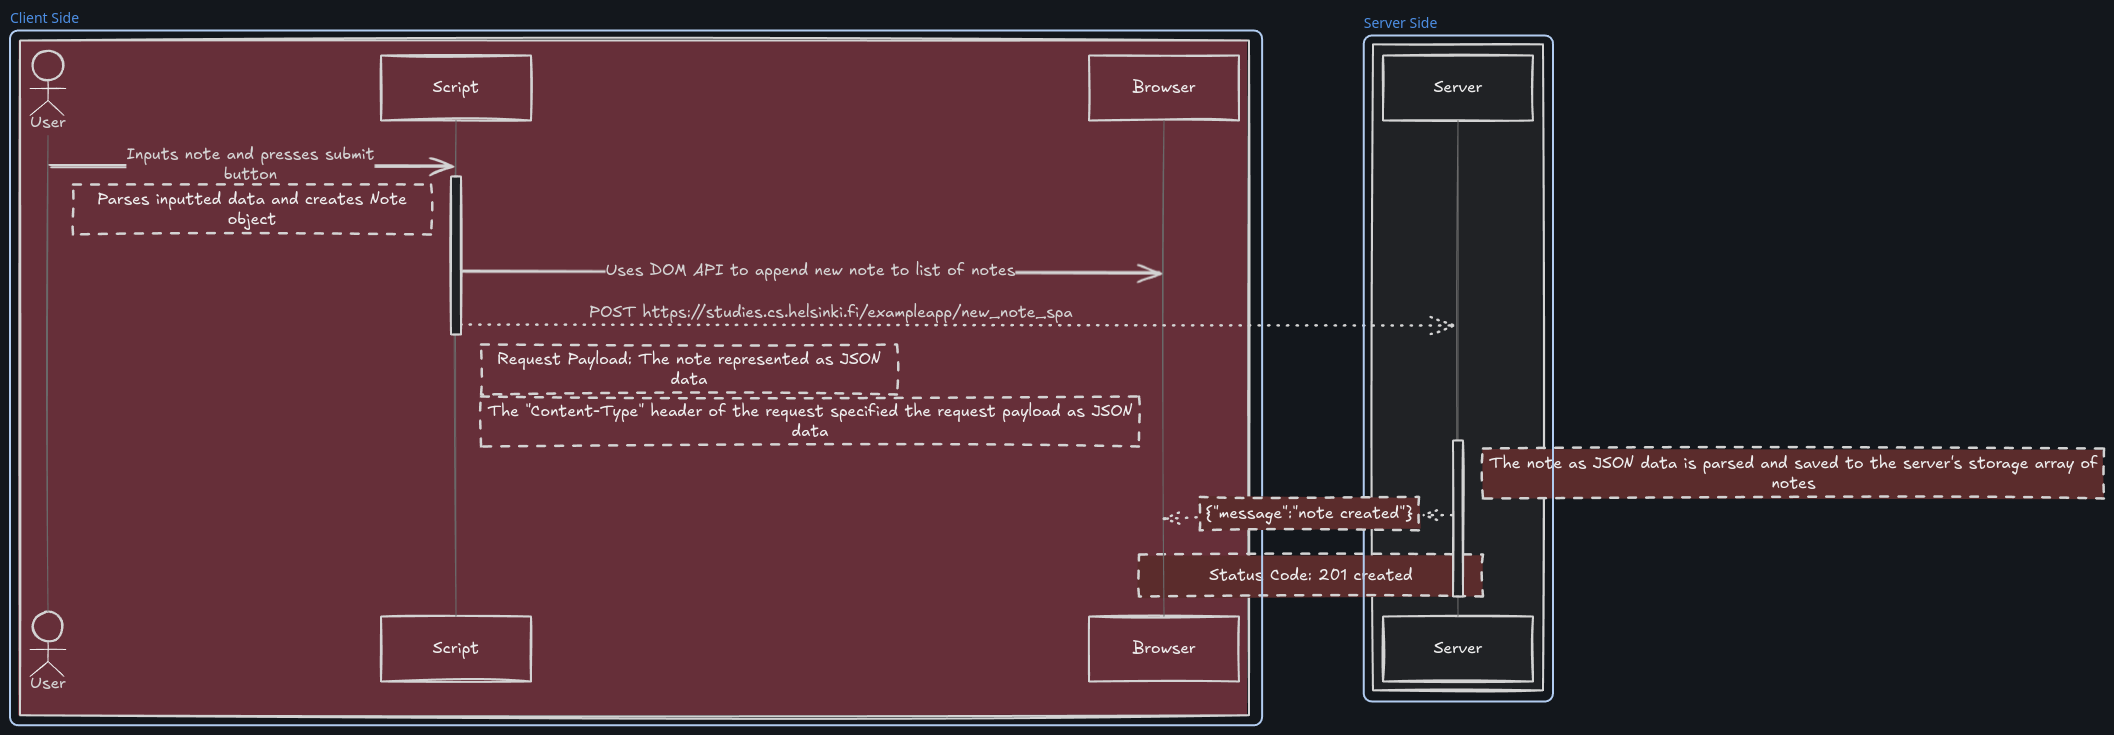 Client Side
Server Side
User
Script
Browser
Server
Inputs note and presses submit
button
Parses inputted data and creates Note
object
Uses DOM API to append new note to list of notes
POST https://studies.cs.helsinki.fi/exampleapp/new_note_spa
Request Payload: The note represented as JSON
data
The "Content-Type" header of the request specified the request payload as JSON
data
The note as JSON data is parsed and saved to the server's storage array of
notes
{"message":"note created"}
Status Code: 201 created
User
Script
Browser
Server